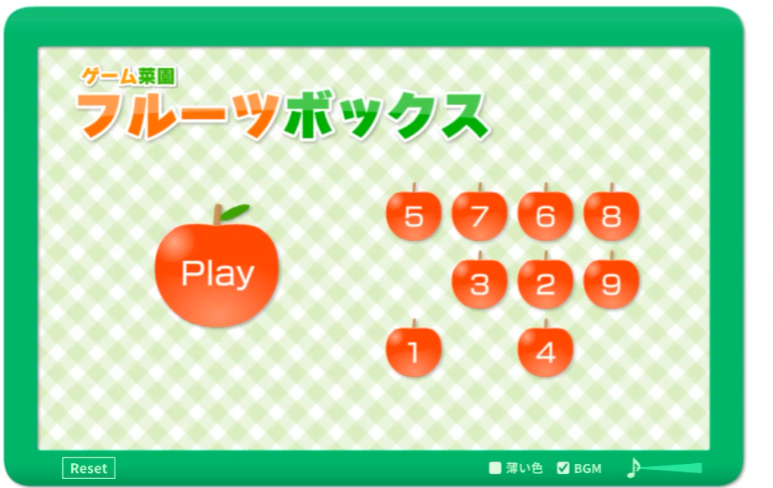 ゲーム菜園
フルーツボックス
Play
5 7 6 8
3 2 9
1 4
Reset
薄い色
BGM